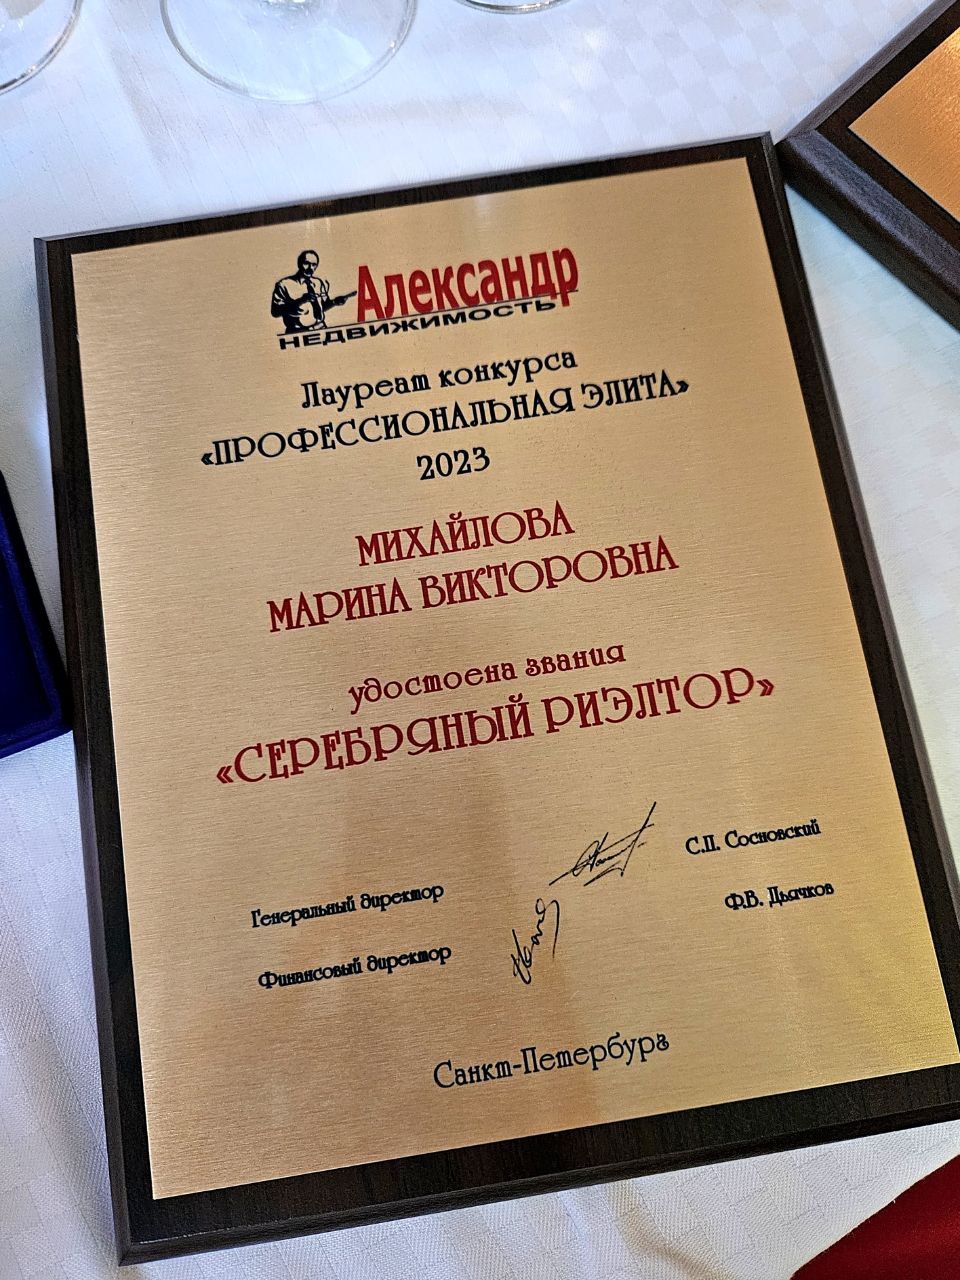 Александр
НЕДВИЖИМОСТЬ
Лауреат конкурса
«ПРОФЕССИОНАЛЬНАЯ ЭЛИТА»
2023
МИХАЙЛОВА
МАРИНА ВИКТОРОВНА
удостоена звания
«СЕРЕБРЯНЫЙ РИЭЛТОР»
Генеральный директор С.П. Сосновский
Финансовый директор Ф.В. Дьячков
Санкт-Петербург